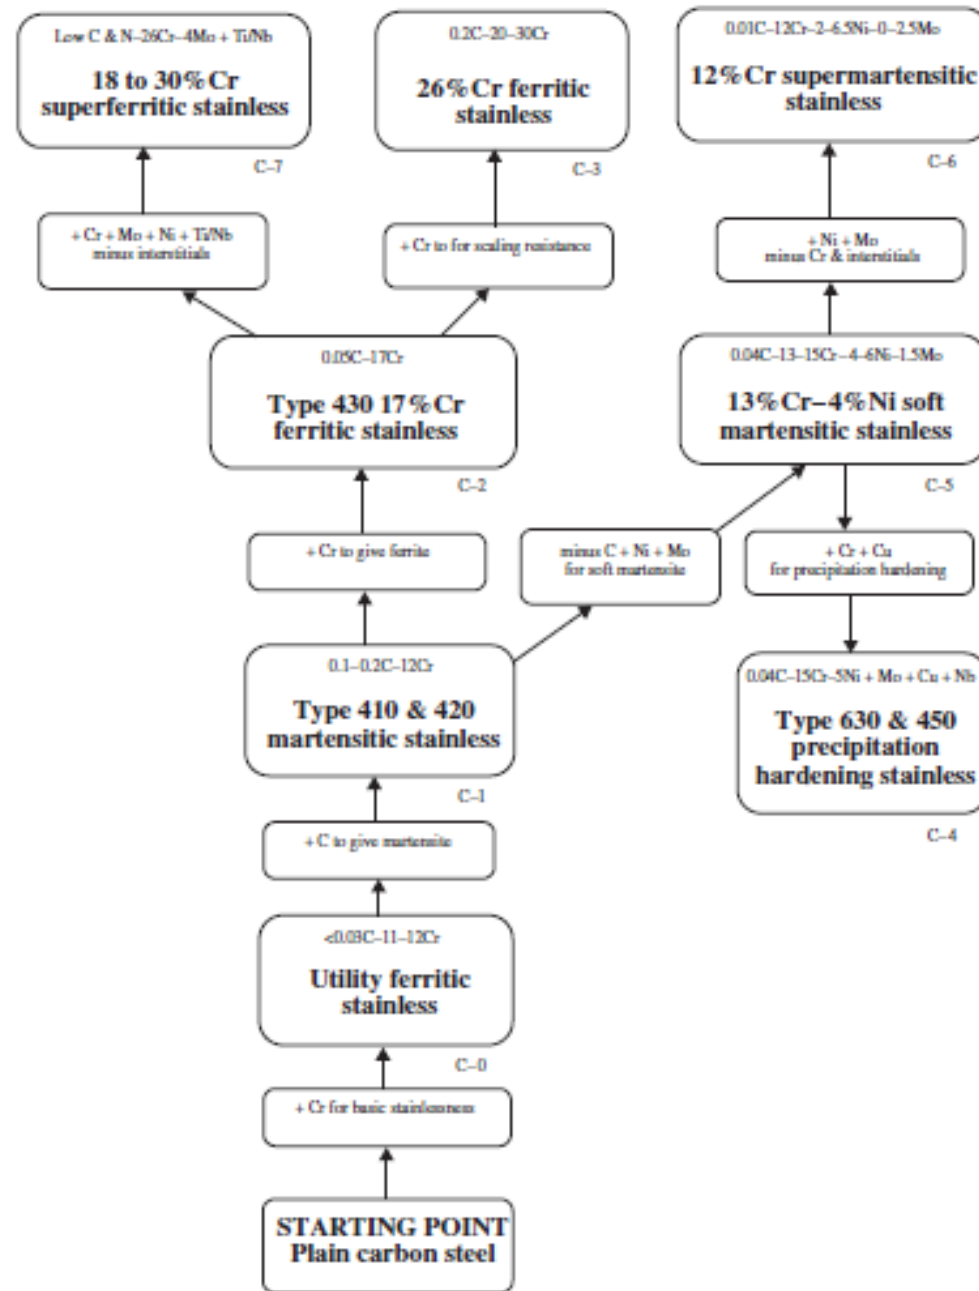 Low C & N–26Cr–4Mo + Ti/Nb
18 to 30%Cr
superferritic stainless
C–7
0.2C–20–30Cr
26%Cr ferritic
stainless
C–3
0.01C–12Cr–2–6.5Ni–0–2.5Mo
12%Cr supermartensitic
stainless
C–6
+ Cr + Mo + Ni + Ti/Nb
minus interstitials
+ Cr to for scaling resistance
+ Ni + Mo
minus Cr & interstitials
0.05C–17Cr
Type 430 17%Cr
ferritic stainless
C–2
0.04C–13–15Cr–4–6Ni–1.5Mo
13%Cr–4%Ni soft
martensitic stainless
C–5
+ Cr to give ferrite
minus C + Ni + Mo
for soft martensite
+ Cr + Cu
for precipitation hardening
0.1–0.2C–12Cr
Type 410 & 420
martensitic stainless
C–1
0.04C–15Cr–5Ni + Mo + Cu + Nb
Type 630 & 450
precipitation
hardening stainless
C–4
+ C to give martensite
<0.03C–11–12Cr
Utility ferritic
stainless
C–0
+ Cr for basic stainlessness
STARTING POINT
Plain carbon steel